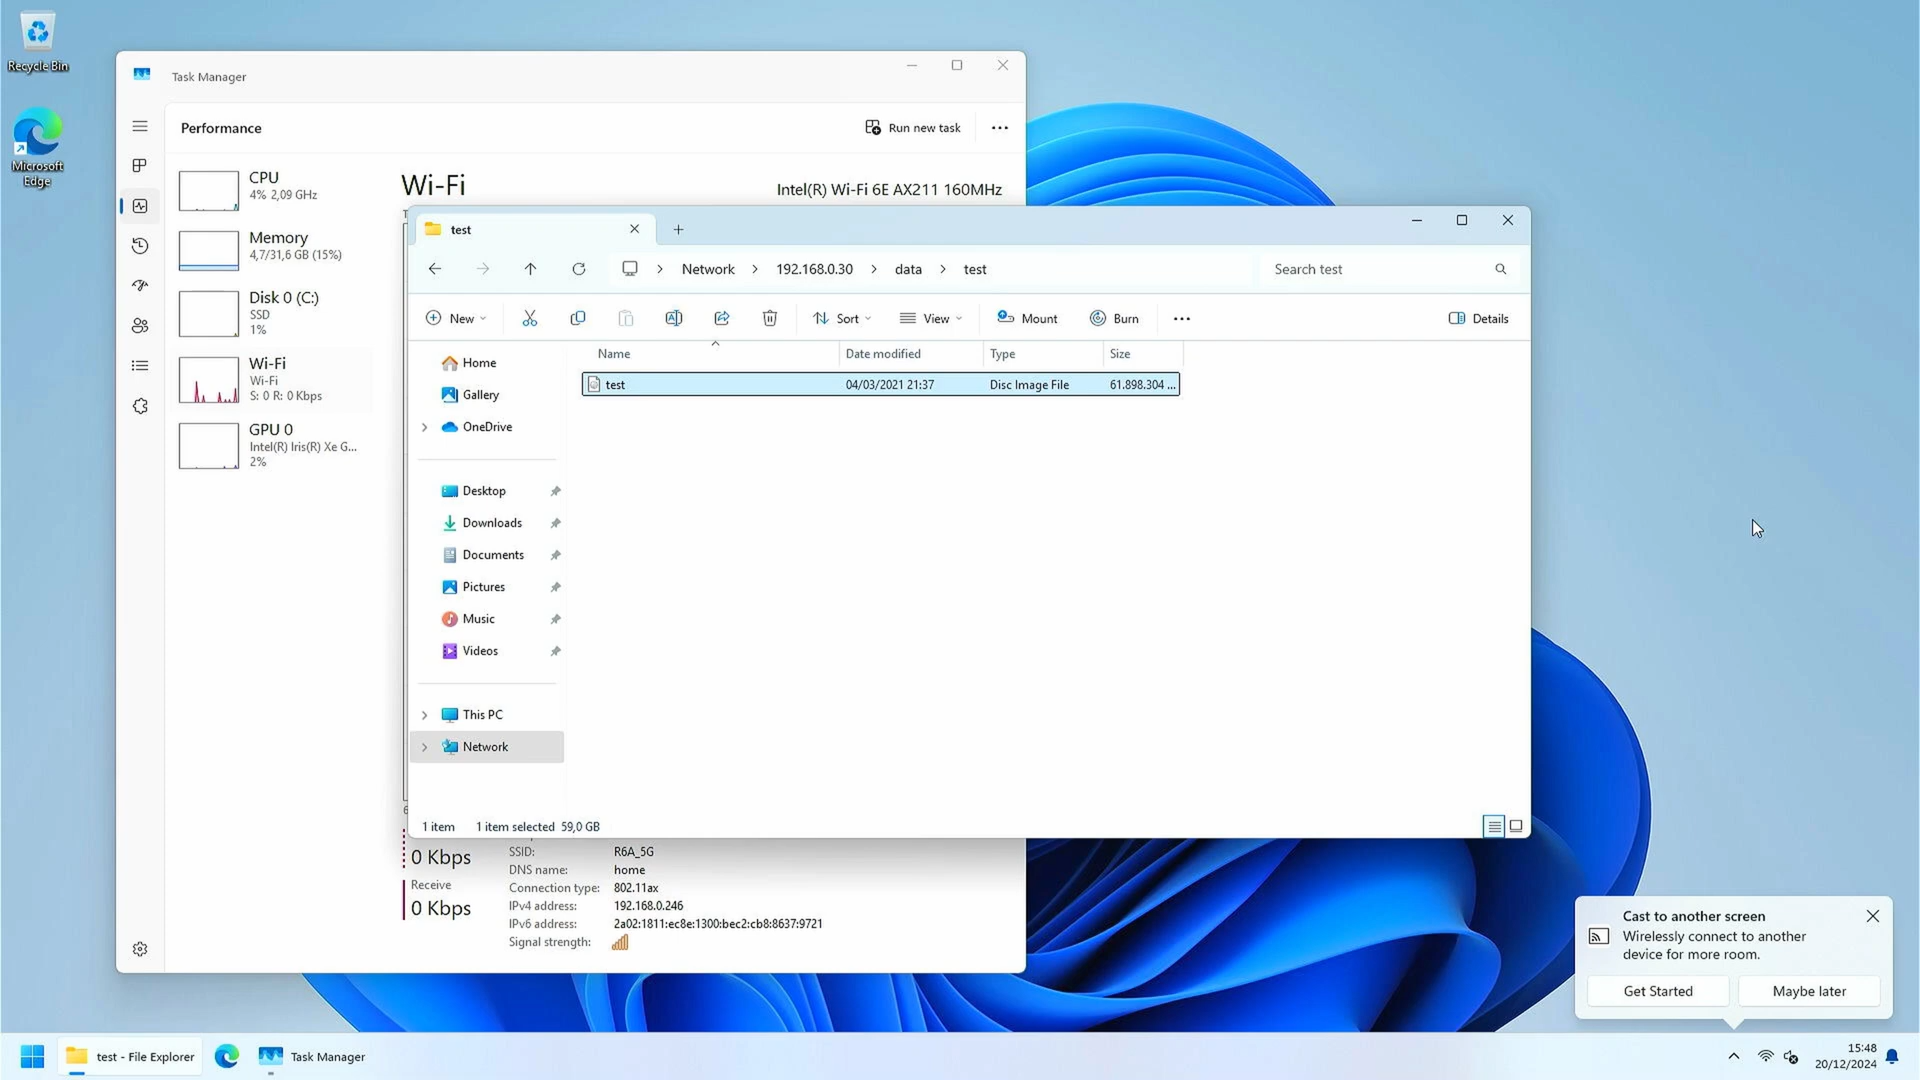 Recycle Bin
Microsoft
Edge
Task Manager
Performance
Run new task
CPU
4% 2,09 GHz
Memory
4,7/31,6 GB (15%)
Disk 0 (C:)
SSD
1%
Wi-Fi
Wi-Fi
S: 0 R: 0 Kbps
GPU 0
Intel(R) Iris(R) Xe G...
2%
Wi-Fi
Intel(R) Wi-Fi 6E AX211 160MHz
test
Network > 192.168.0.30 > data > test
Search test
New
Sort
View
Mount
Burn
Details
Home
Gallery
OneDrive
Desktop
Downloads
Documents
Pictures
Music
Videos
This PC
Network
Name Date modified Type Size
test 04/03/2021 21:37 Disc Image File 61.898.304 ...
1 item 1 item selected 59,0 GB
0 Kbps
Receive
0 Kbps
SSID: R6A_5G
DNS name: home
Connection type: 802.11ax
IPv4 address: 192.168.0.246
IPv6 address: 2a02:1811:ec8e:1300:bec2:cb8:8637:9721
Signal strength:
Cast to another screen
Wirelessly connect to another
device for more room.
Get Started
Maybe later
test - File Explorer
Task Manager
15:48
20/12/2024